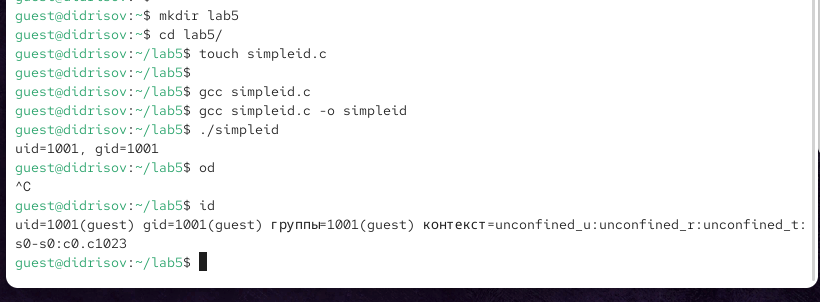 guest@didrisov:~$ mkdir lab5
guest@didrisov:~$ cd lab5/
guest@didrisov:~/lab5$ touch simpleid.c
guest@didrisov:~/lab5$
guest@didrisov:~/lab5$ gcc simpleid.c
guest@didrisov:~/lab5$ gcc simpleid.c -o simpleid
guest@didrisov:~/lab5$ ./simpleid
uid=1001, gid=1001
guest@didrisov:~/lab5$ od
^C
guest@didrisov:~/lab5$ id
uid=1001(guest) gid=1001(guest) группы=1001(guest) контекст=unconfined_u:unconfined_r:unconfined_t:
s0-s0:c0.c1023
guest@didrisov:~/lab5$